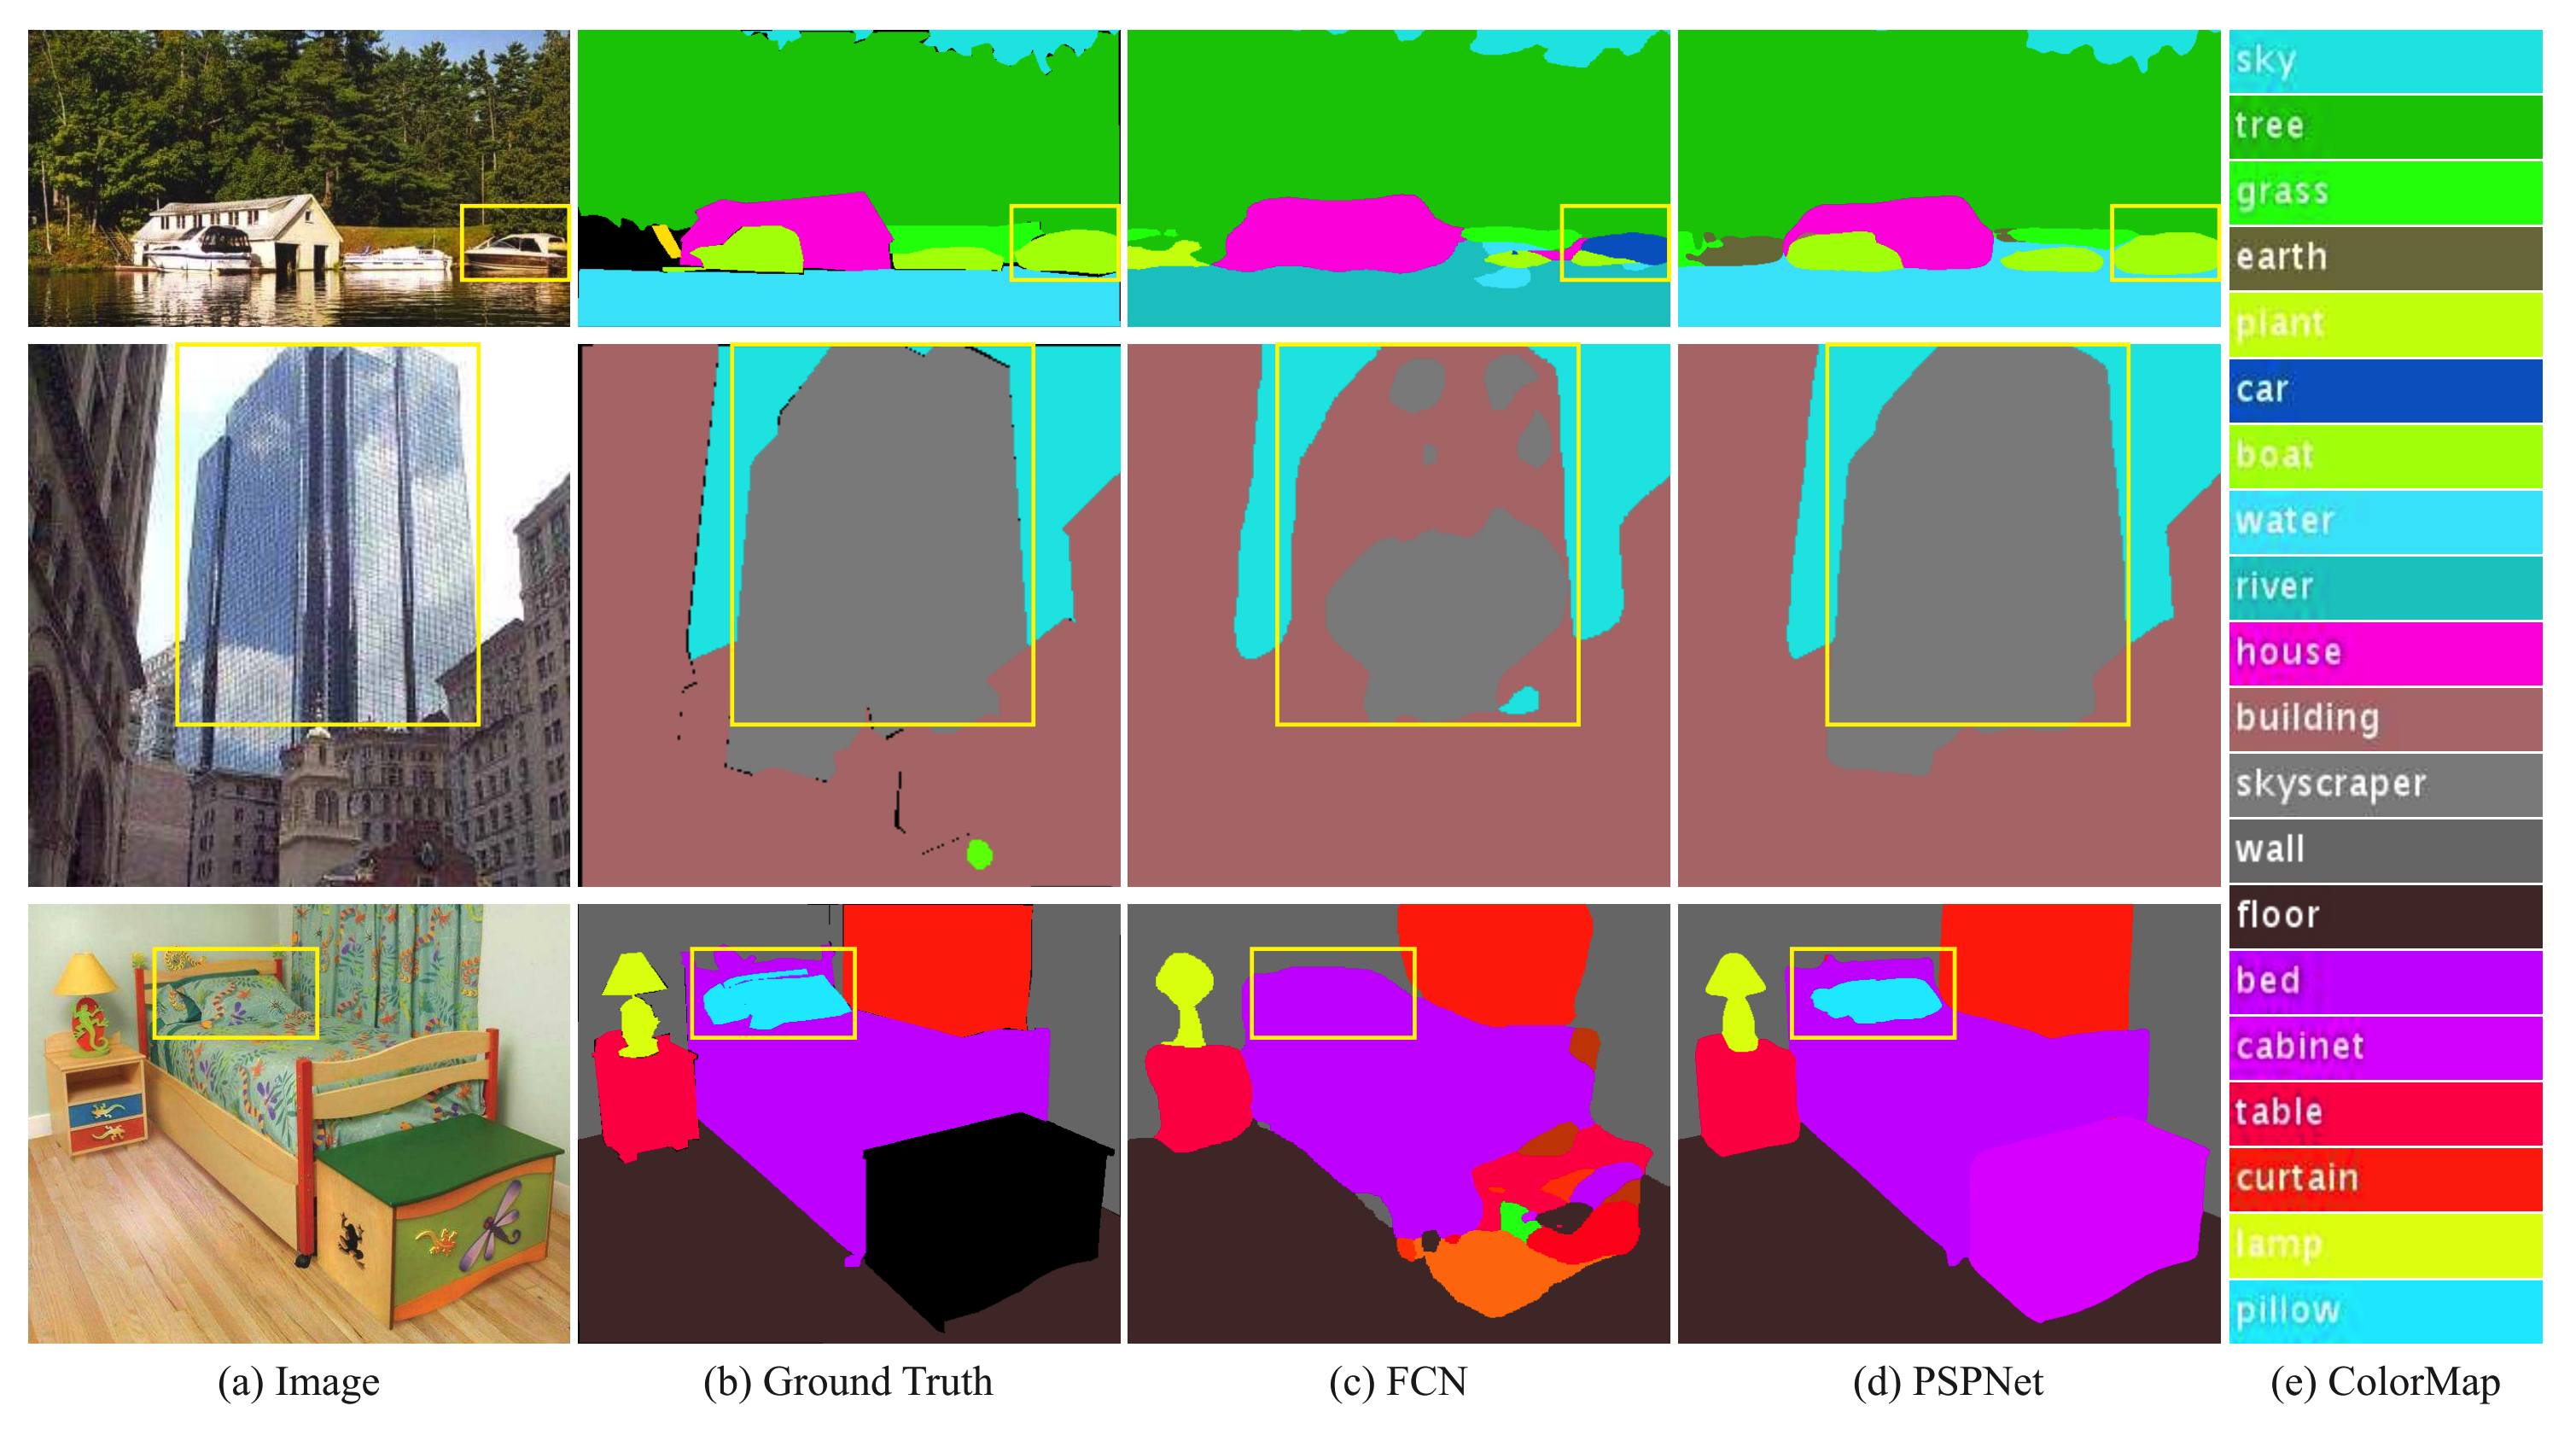 sky
tree
grass
earth
plant
car
boat
water
river
house
building
skyscraper
wall
floor
bed
cabinet
table
curtain
lamp
pillow
(a) Image
(b) Ground Truth
(c) FCN
(d) PSPNet
(e) ColorMap